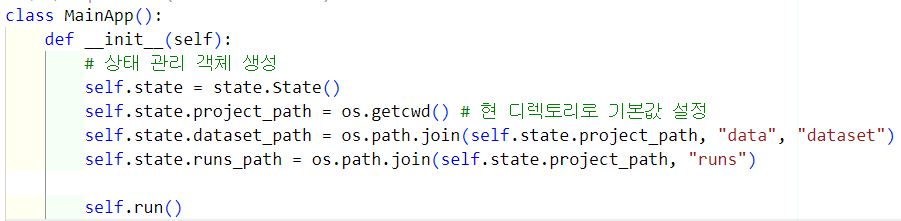 class MainApp():
    def __init__(self):
        # 상태 관리 객체 생성
        self.state = state.State()
        self.state.project_path = os.getcwd() # 현 디렉토리로 기본값 설정
        self.state.dataset_path = os.path.join(self.state.project_path, "data", "dataset")
        self.state.runs_path = os.path.join(self.state.project_path, "runs")

        self.run()